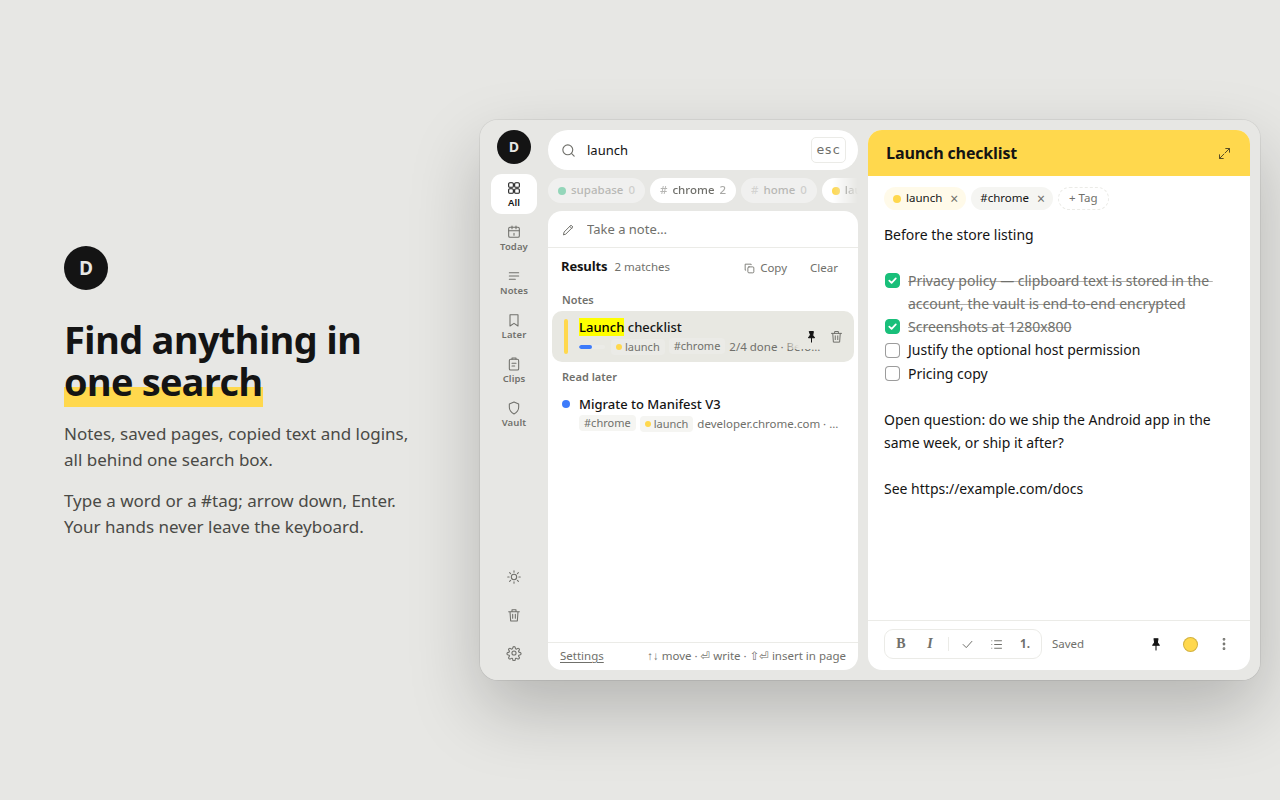 D
Find anything in
one search
Notes, saved pages, copied text and logins,
all behind one search box.
Type a word or a #tag; arrow down, Enter.
Your hands never leave the keyboard.
D
All
Today
Notes
Later
Clips
Vault
launch
esc
supabase 0
# chrome 2
# home 0
Take a note...
Results 2 matches
Copy
Clear
Notes
Launch checklist
launch #chrome 2/4 done ·
Read later
Migrate to Manifest V3
#chrome launch developer.chrome.com · ...
Settings
↑↓ move · ⏎ write · ⇧⏎ insert in page
Launch checklist
launch ×
#chrome ×
+ Tag
Before the store listing
Privacy policy — clipboard text is stored in the
account, the vault is end-to-end encrypted
Screenshots at 1280x800
Justify the optional host permission
Pricing copy
Open question: do we ship the Android app in the
same week, or ship it after?
See https://example.com/docs
B I 1. Saved